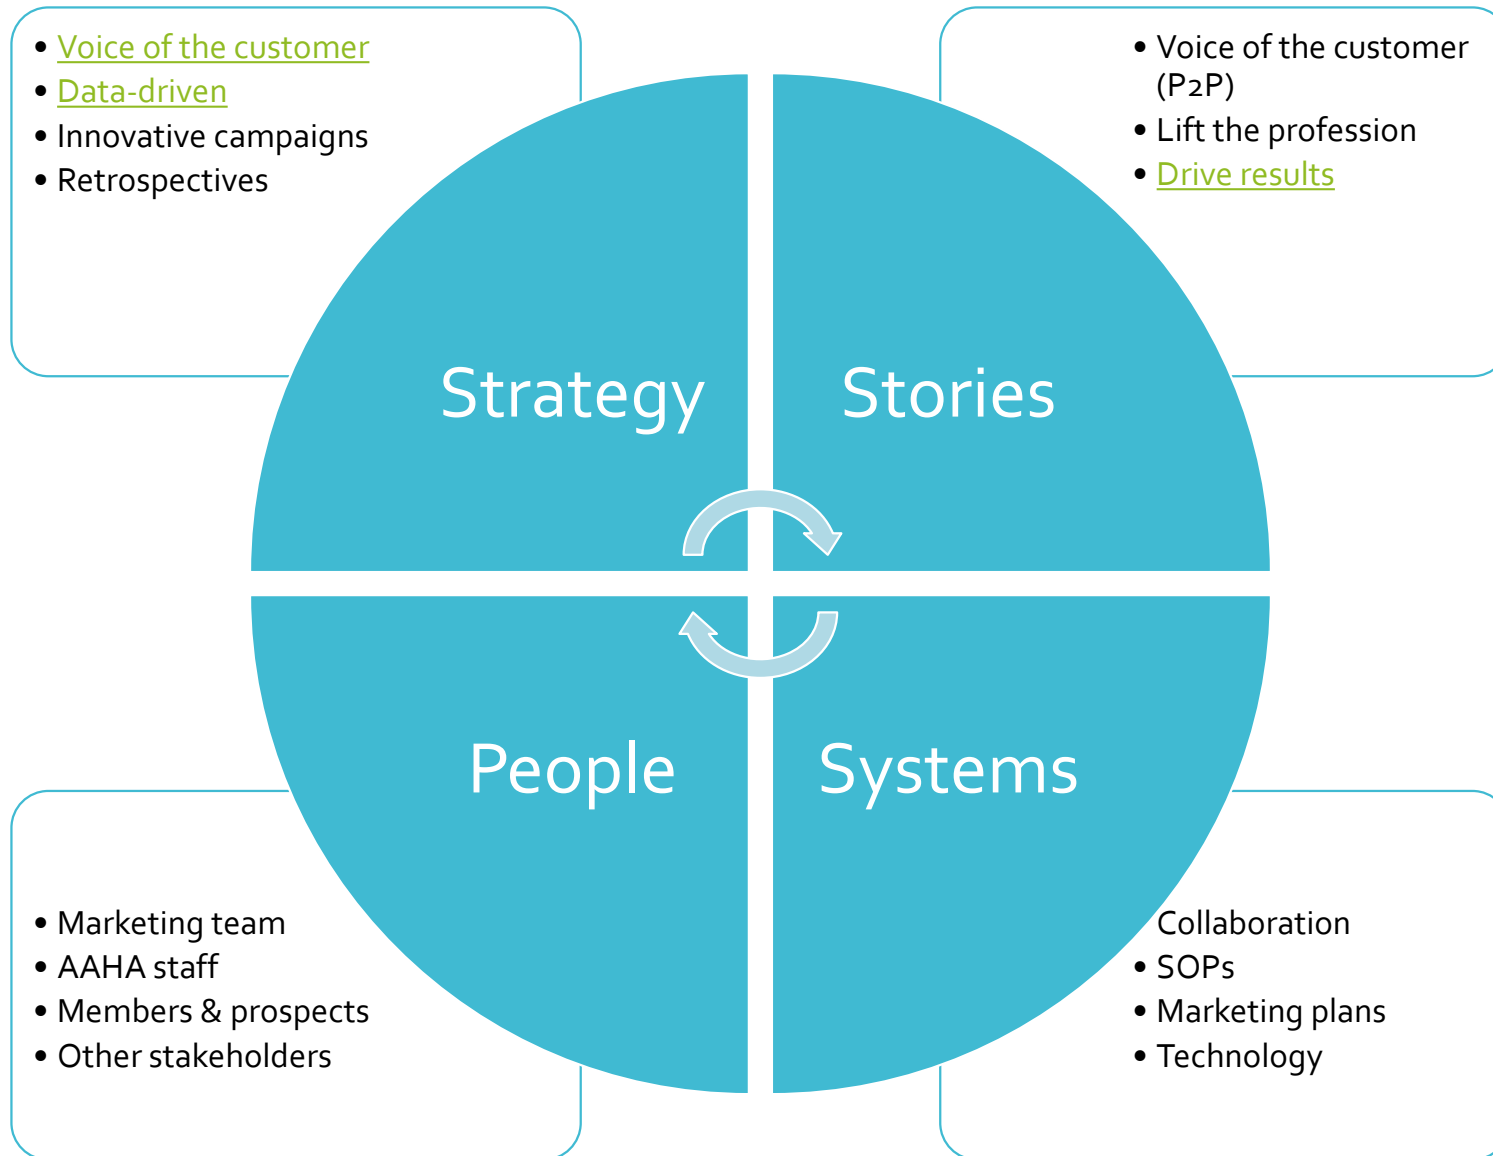 • Voice of the customer
• Data-driven
• Innovative campaigns
• Retrospectives
• Voice of the customer
(P2P)
• Lift the profession
• Drive results
Strategy
Stories
People
Systems
• Marketing team
• AAHA staff
• Members & prospects
• Other stakeholders
Collaboration
• SOPs
• Marketing plans
• Technology